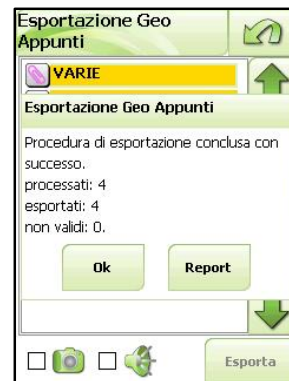 Esportazione Geo
Appunti
VARIE
Esportazione Geo Appunti
Procedura di esportazione conclusa con
successo.
processati: 4
esportati: 4
non validi: 0.
Ok Report
Esporta